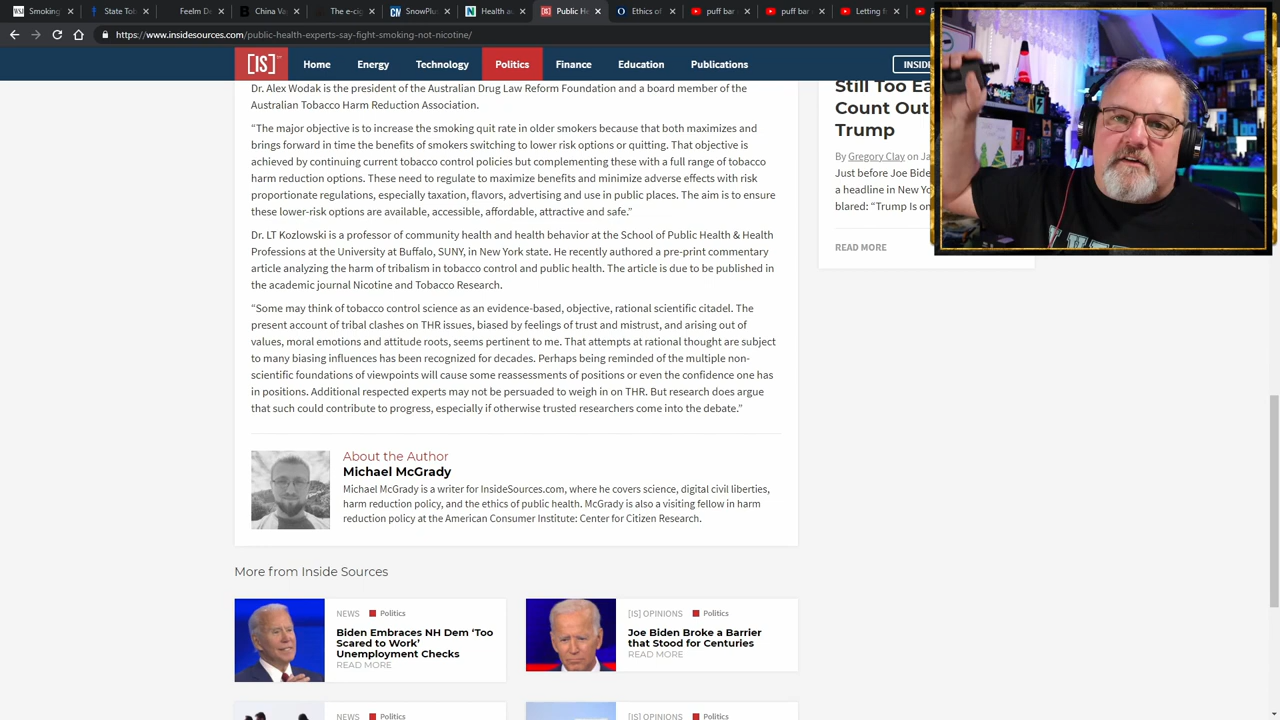 Smoking:
State Tob
Fem De
China Va
Health an
Public H
Ethics of
puff bar
Letting f
https://www.insidesources.com/public-health-experts-say-fight-smoking-not-nicotine/
[IS]
Home
Energy
Technology
Politics
Finance
Education
Publications
INSIDE
Dr. Alex Wodak is the president of the Australian Drug Law Reform Foundation and a board member of the
Australian Tobacco Harm Reduction Association.
“The major objective is to increase the smoking quit rate in older smokers because that both maximizes and
brings forward in time the benefits of smokers switching to lower risk options or quitting. That objective is
achieved by continuing current tobacco control policies but complementing these with a full range of tobacco
harm reduction options. These need to regulate to maximize benefits and minimize adverse effects with risk
proportionate regulations, especially taxation, flavors, advertising and use in public places. The aim is to ensure
these lower-risk options are available, accessible, affordable, attractive and safe.”
Dr. LT Kozlowski is a professor of community health and health behavior at the School of Public Health & Health
Professions at the University at Buffalo, SUNY, in New York state. He recently authored a pre-print commentary
article analyzing the harm of tribalism in tobacco control and public health. The article is due to be published in
the academic journal Nicotine and Tobacco Research.
“Some may think of tobacco control science as an evidence-based, objective, rational scientific citadel. The
present account of tribal clashes on THR issues, biased by feelings of trust and mistrust, and arising out of
values, moral emotions and attitude roots, seems pertinent to me. That attempts at rational thought are subject
to many biasing influences has been recognized for decades. Perhaps being reminded of the multiple non-
scientific foundations of viewpoints will cause some reassessments of positions or even the confidence one has
in positions. Additional respected experts may not be persuaded to weigh in on THR. But research does argue
that such could contribute to progress, especially if otherwise trusted researchers come into the debate.”
About the Author
Michael McGrady
Michael McGrady is a writer for InsideSources.com, where he covers science, digital civil liberties,
harm reduction policy, and the ethics of public health. McGrady is also a visiting fellow in harm
reduction policy at the American Consumer Institute: Center for Citizen Research.
Still Too Ea
Count Out
Trump
By Gregory Clay on Ja
Just before Joe Bide
a headline in New Yo
blared: “Trump Is on
READ MORE
More from Inside Sources
NEWS Politics
Biden Embraces NH Dem ‘Too
Scared to Work’
Unemployment Checks
READ MORE
[IS] OPINIONS Politics
Joe Biden Broke a Barrier
that Stood for Centuries
READ MORE
NEWS Politics
[IS] OPINIONS Politics